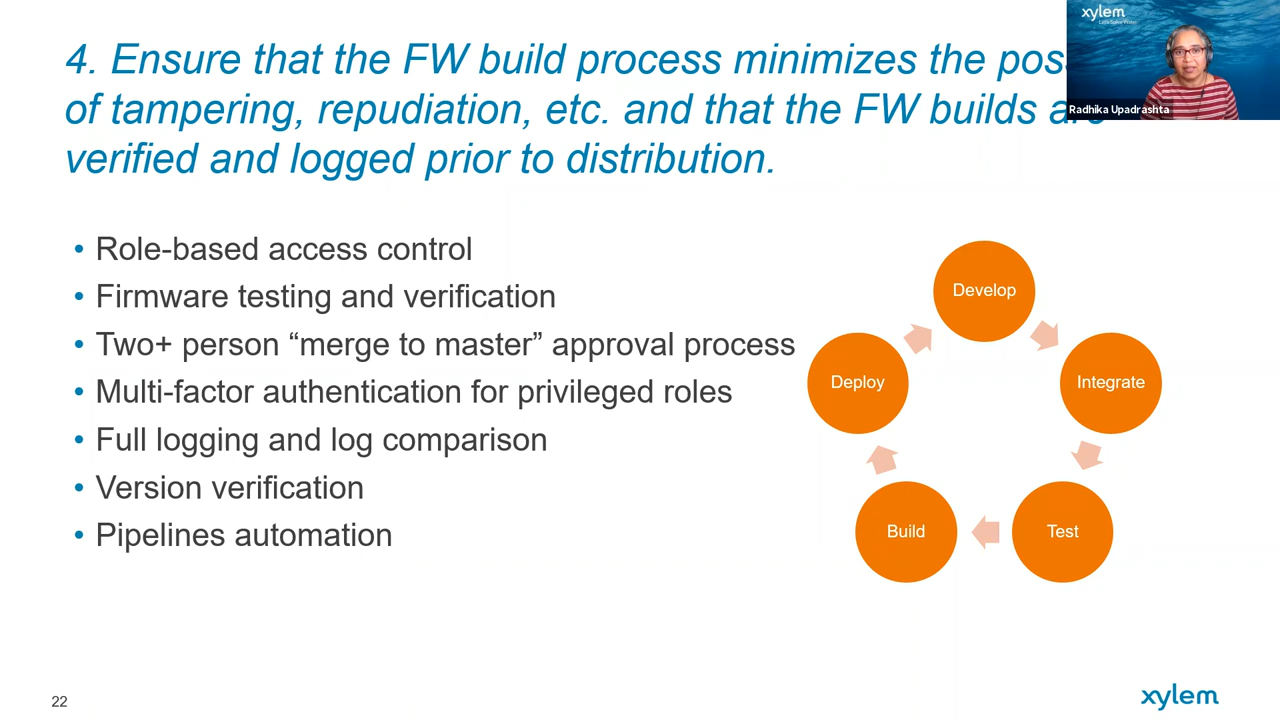 4. Ensure that the FW build process minimizes the
of tampering, repudiation, etc. and that the FW builds
verified and logged prior to distribution.
xylem
Radhika Upadrashta
• Role-based access control
• Firmware testing and verification
• Two+ person “merge to master” approval process
• Multi-factor authentication for privileged roles
• Full logging and log comparison
• Version verification
• Pipelines automation
Develop
Integrate
Test
Build
Deploy
22
xylem